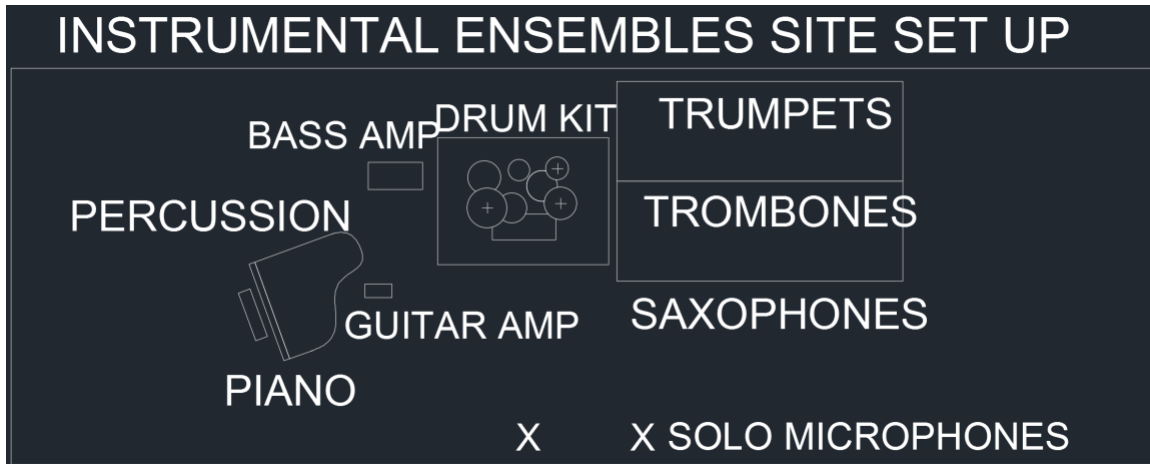 INSTRUMENTAL ENSEMBLES SITE SET UP
TRUMPETS
DRUM KIT
BASS AMP
TROMBONES
PERCUSSION
SAXOPHONES
GUITAR AMP
PIANO
X
X SOLO MICROPHONES